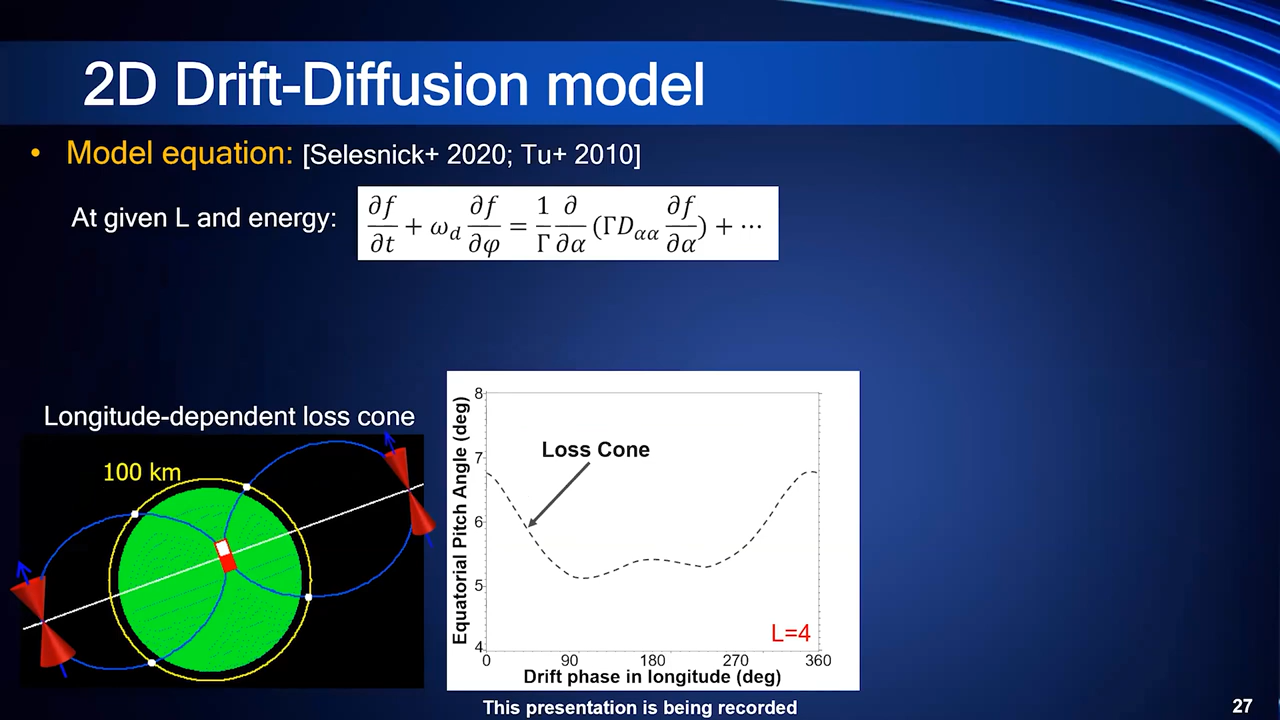 2D Drift-Diffusion model
• Model equation: [Selesnick+ 2020; Tu+ 2010]
At given L and energy: ∂f/∂t + ω_d ∂f/∂φ = 1/Γ ∂/∂α (ΓD_αα ∂f/∂α) + ⋯
Longitude-dependent loss cone
100 km
Equatorial Pitch Angle (deg)
8
7
6
5
4
Loss Cone
L=4
0 90 180 270 360
Drift phase in longitude (deg)
This presentation is being recorded
27